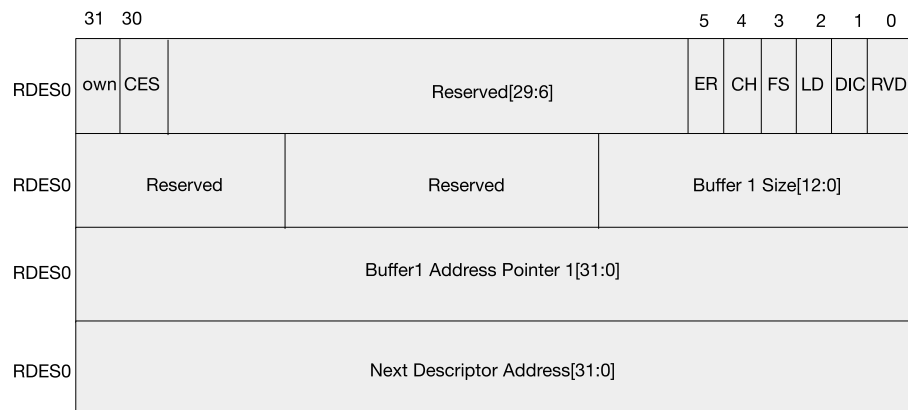 31 30 5 4 3 2 1 0
RDES0 own CES Reserved[29:6] ER CH FS LD DIC RVD
RDES0 Reserved Reserved Buffer 1 Size[12:0]
RDES0 Buffer1 Address Pointer 1[31:0]
RDES0 Next Descriptor Address[31:0]